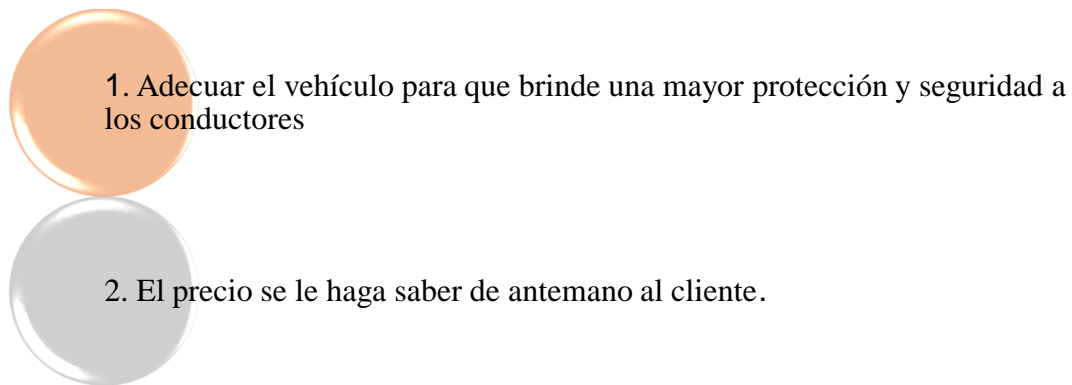 1. Adecuar el vehículo para que brinde una mayor protección y seguridad a
los conductores
2. El precio se le haga saber de antemano al cliente.